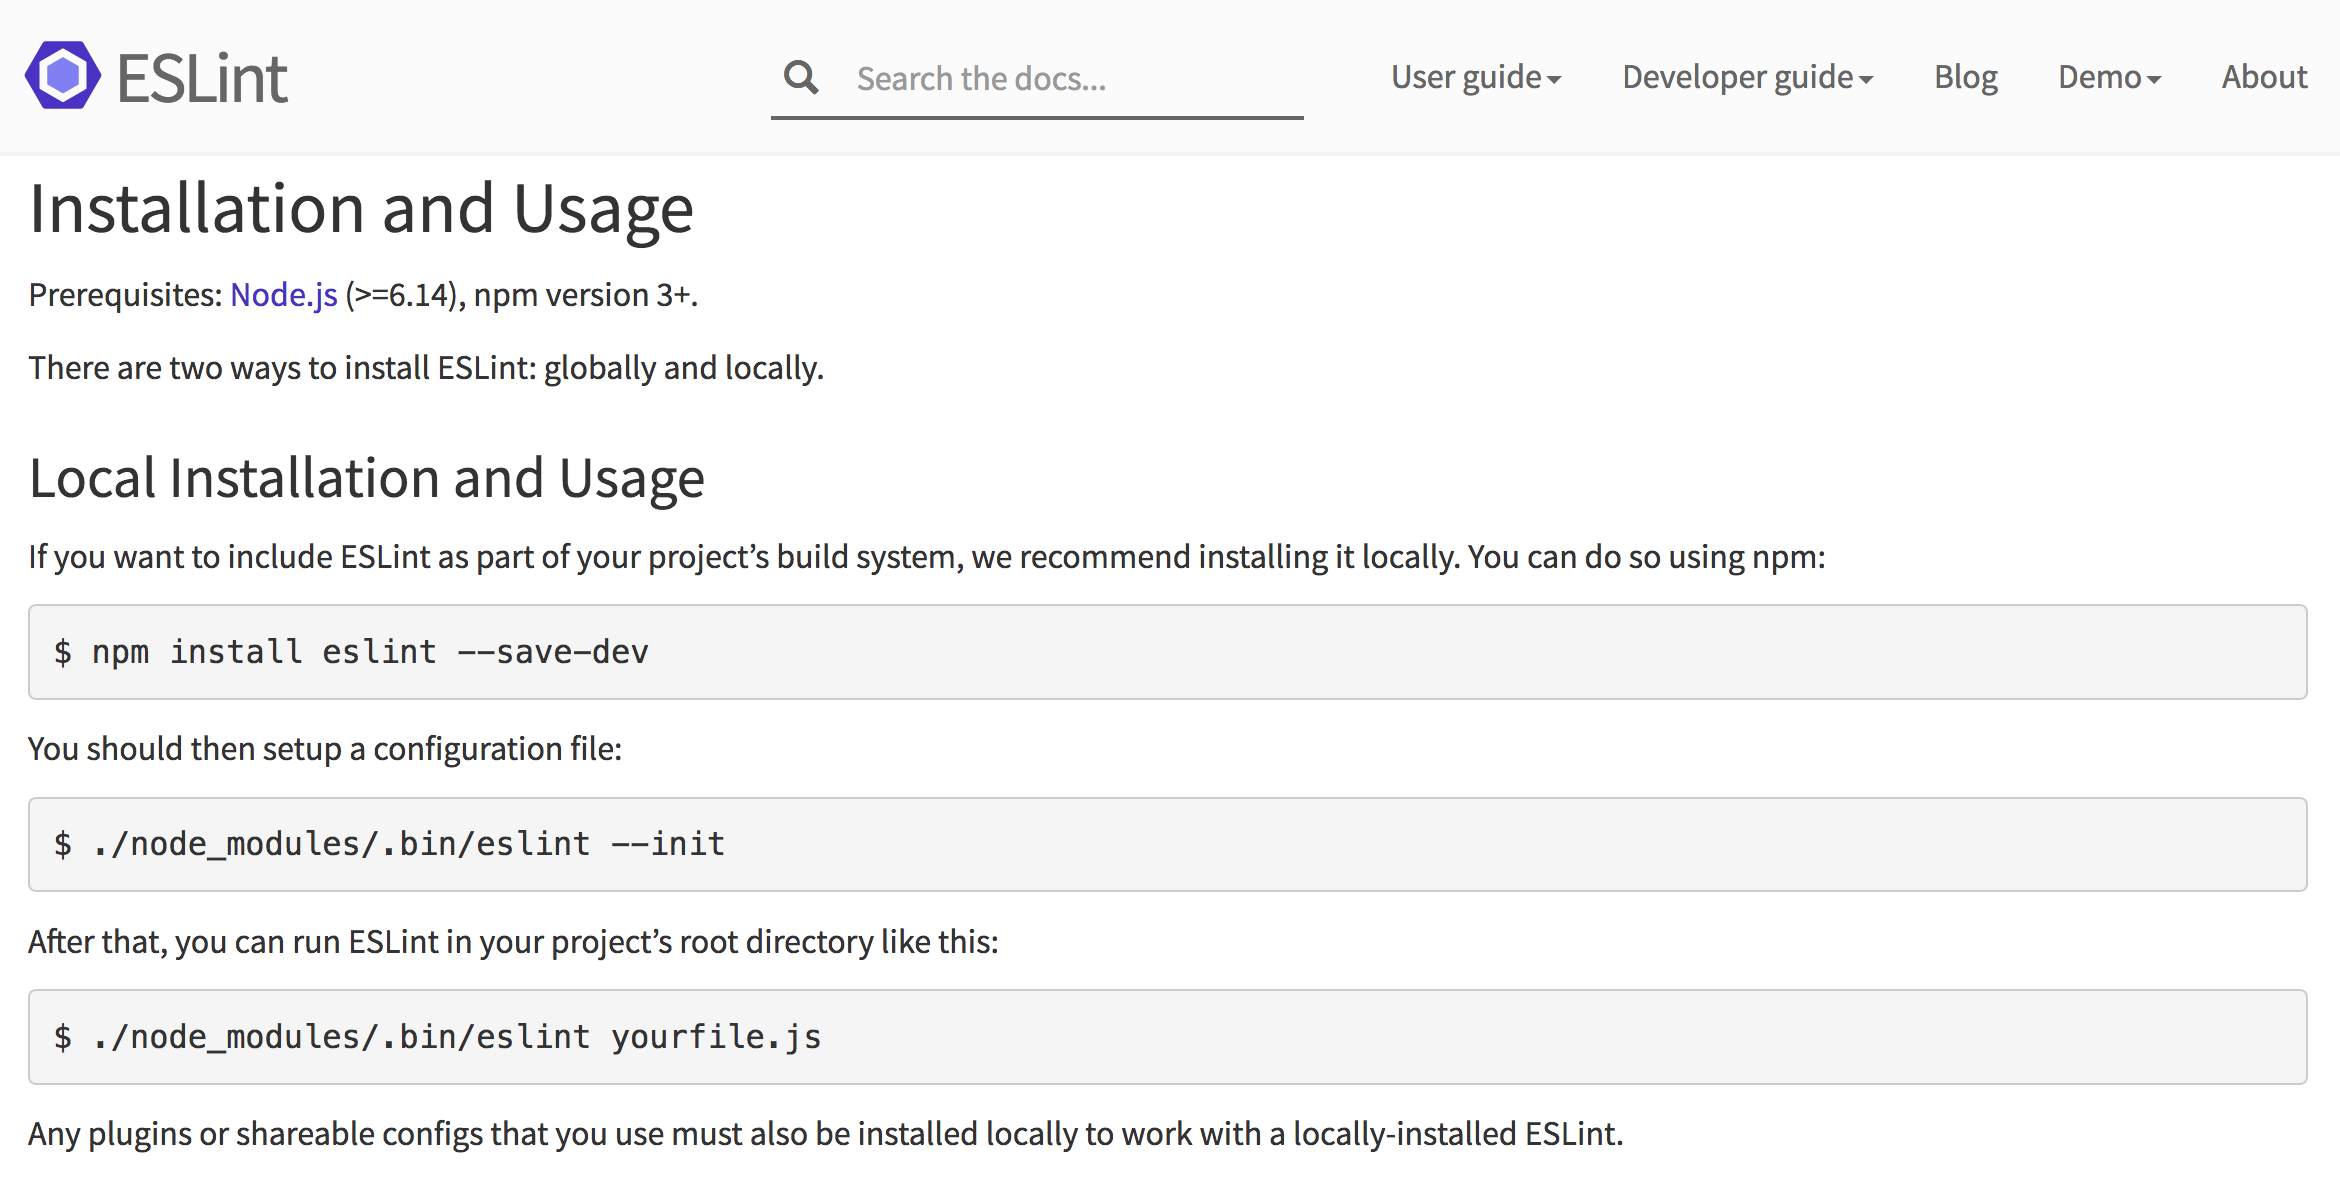 ESLint
Search the docs...
User guide
Developer guide
Blog
Demo
About
Installation and Usage
Prerequisites: Node.js (>=6.14), npm version 3+.
There are two ways to install ESLint: globally and locally.
Local Installation and Usage
If you want to include ESLint as part of your project’s build system, we recommend installing it locally. You can do so using npm:
$ npm install eslint --save-dev
You should then setup a configuration file:
$ ./node_modules/.bin/eslint --init
After that, you can run ESLint in your project’s root directory like this:
$ ./node_modules/.bin/eslint yourfile.js
Any plugins or shareable configs that you use must also be installed locally to work with a locally-installed ESLint.